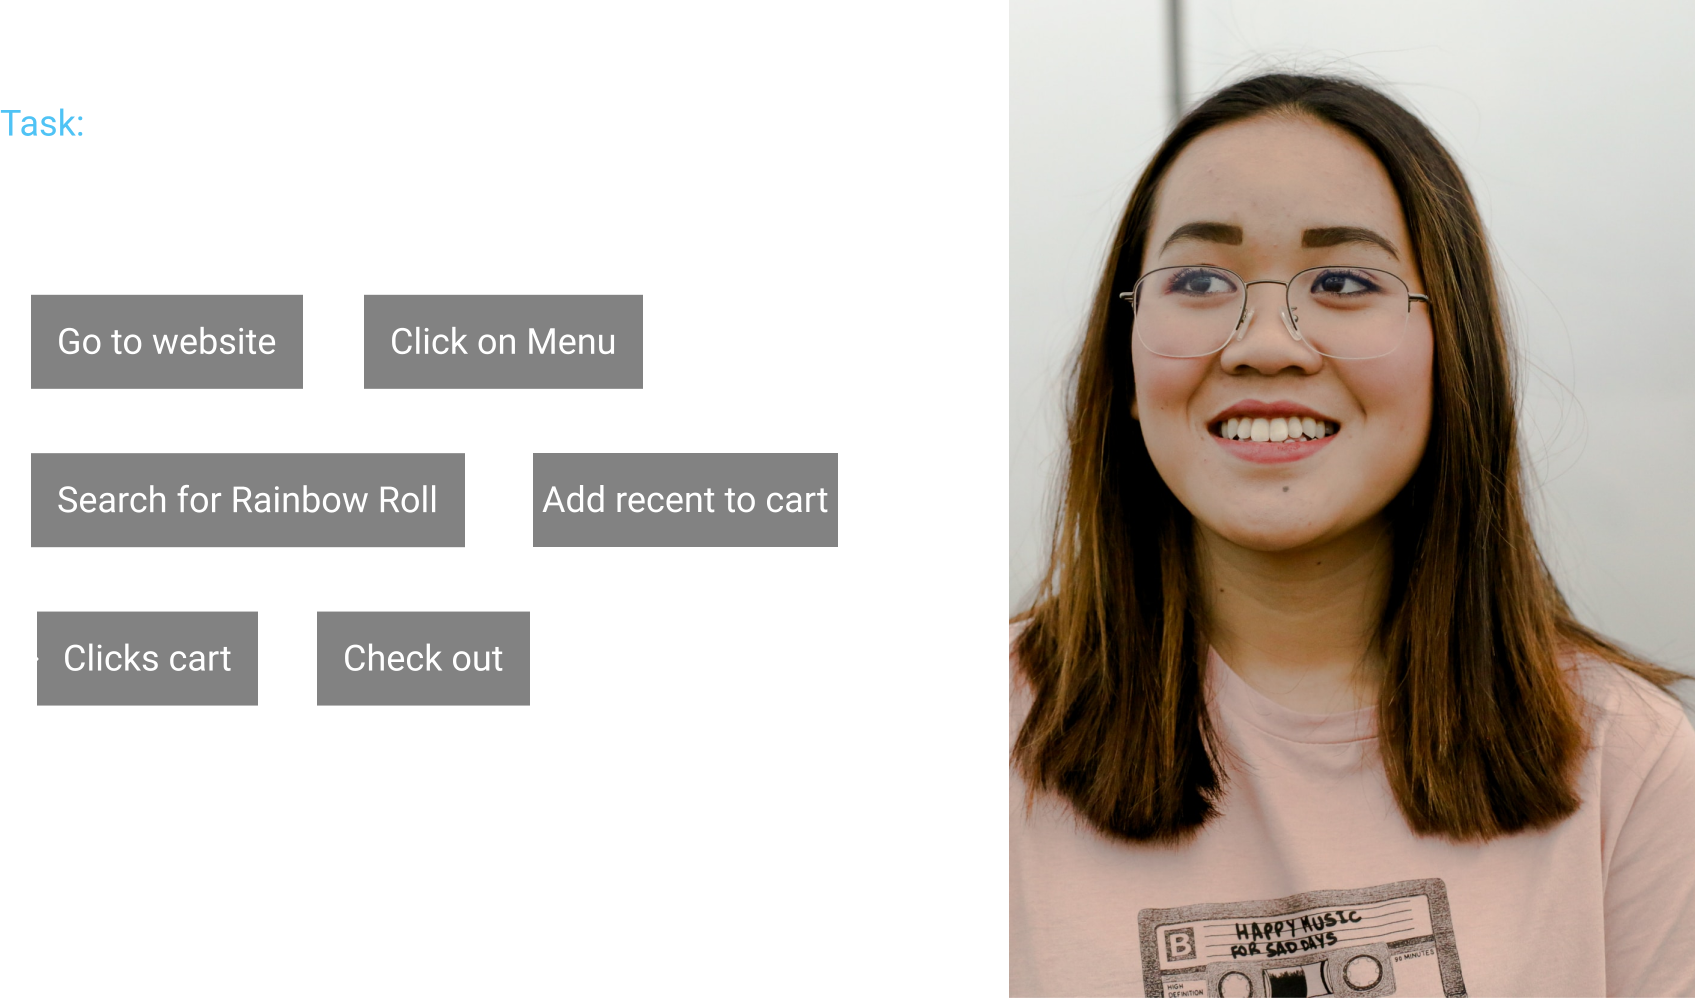 Task:
Go to website
Click on Menu
Search for Rainbow Roll
Add recent to cart
Clicks cart
Check out
HAPPY MUSIC
FOR SAD DAYS
B
90 MINUTES
HIGH
DEFINITION